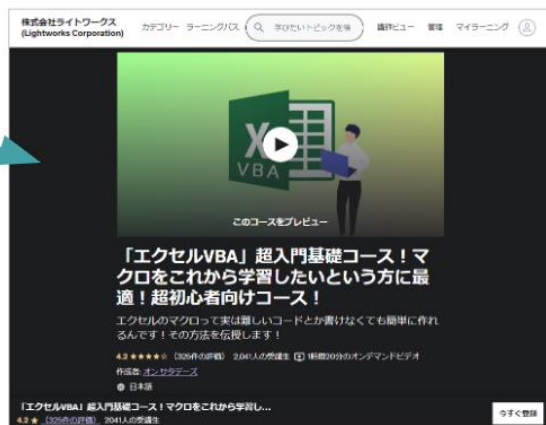 株式会社ライトワークス
(Lightworks Corporation)
カテゴリー ラーニングパス
学びたいトピックを検
講師ビュー 管理 マイラーニング
X
VBA
このコースをプレビュー
「エクセルVBA」超入門基礎コース！マ
クロをこれから学習したいという方に最
適！超初心者向けコース！
エクセルのマクロって実は難しいコードとか書けなくても簡単に作れ
るんです！その方法を伝授します！
4.2 ★★★★☆ (325件の評価) 2,041人の受講生 1時間20分のオンデマンドビデオ
作成者: オンサタデーズ
日本語
「エクセルVBA」超入門基礎コース！マクロをこれから学習し...
4.2 ★ (325件の評価) 2041人の受講生
今すぐ登録